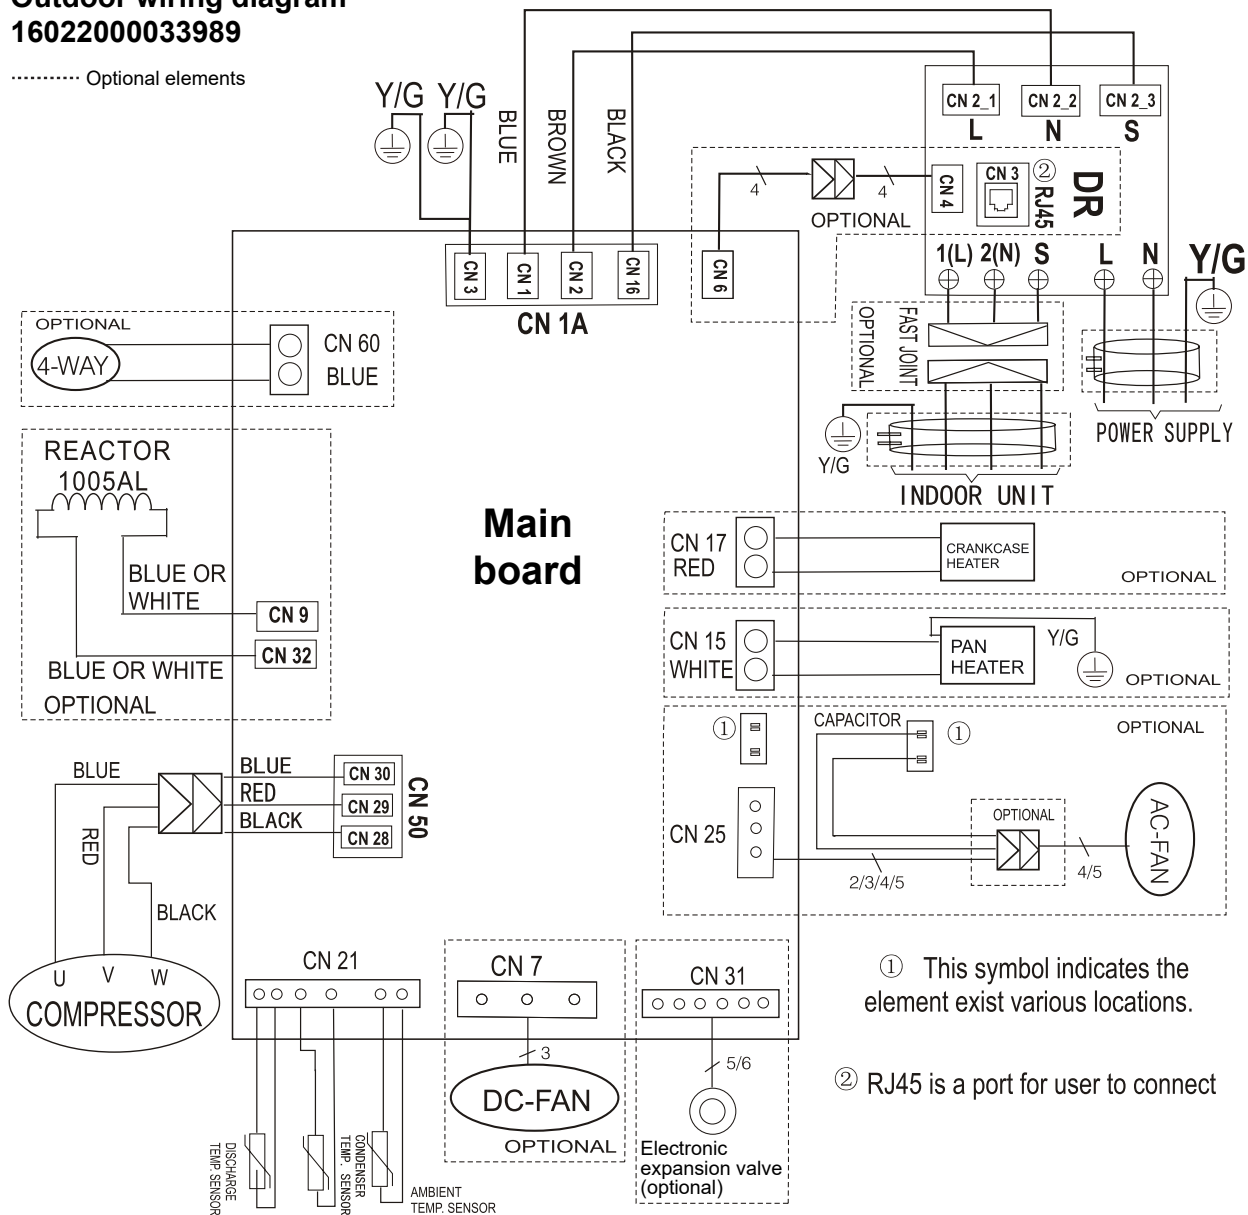 Outdoor wiring diagram
16022000033989
Optional elements
Y/G Y/G
BLUE
BROWN
BLACK
CN 2_1
CN 2_2
CN 2_3
L
N
S
4
4
OPTIONAL
CN 4
CN 3
②
RJ45
DR
CN 3
CN 1
CN 2
CN 16
CN 1A
CN 6
1(L) 2(N) S
L N Y/G
OPTIONAL
FAST JOINT
POWER SUPPLY
Y/G
INDOOR UNIT
OPTIONAL
4-WAY
CN 60
BLUE
REACTOR
1005AL
BLUE OR
WHITE
CN 9
CN 32
BLUE OR WHITE
OPTIONAL
Main
board
CN 17
RED
CRANKCASE
HEATER
OPTIONAL
CN 15
WHITE
PAN
HEATER
Y/G
OPTIONAL
①
CAPACITOR
①
OPTIONAL
CN 25
2/3/4/5
OPTIONAL
4/5
AC-FAN
BLUE
RED
BLACK
BLUE
RED
BLACK
CN 30
CN 29
CN 28
CN 50
U V W
COMPRESSOR
CN 21
DISCHARGE
TEMP. SENSOR
CONDENSER
TEMP. SENSOR
AMBIENT
TEMP. SENSOR
CN 7
3
DC-FAN
OPTIONAL
CN 31
5/6
Electronic
expansion valve
(optional)
① This symbol indicates the
element exist various locations.
② RJ45 is a port for user to connect